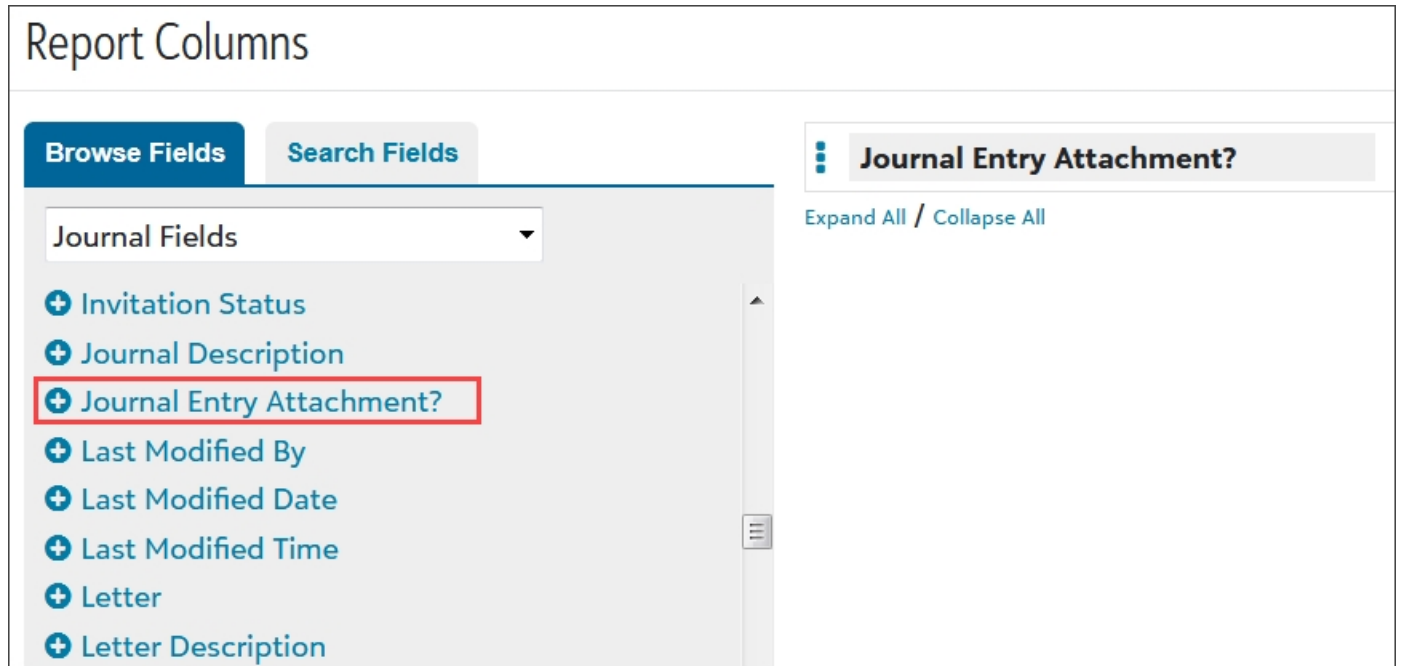 Report Columns
Browse Fields
Search Fields
Journal Fields
Invitation Status
Journal Description
Journal Entry Attachment?
Last Modified By
Last Modified Date
Last Modified Time
Letter
Letter Description
Journal Entry Attachment?
Expand All / Collapse All